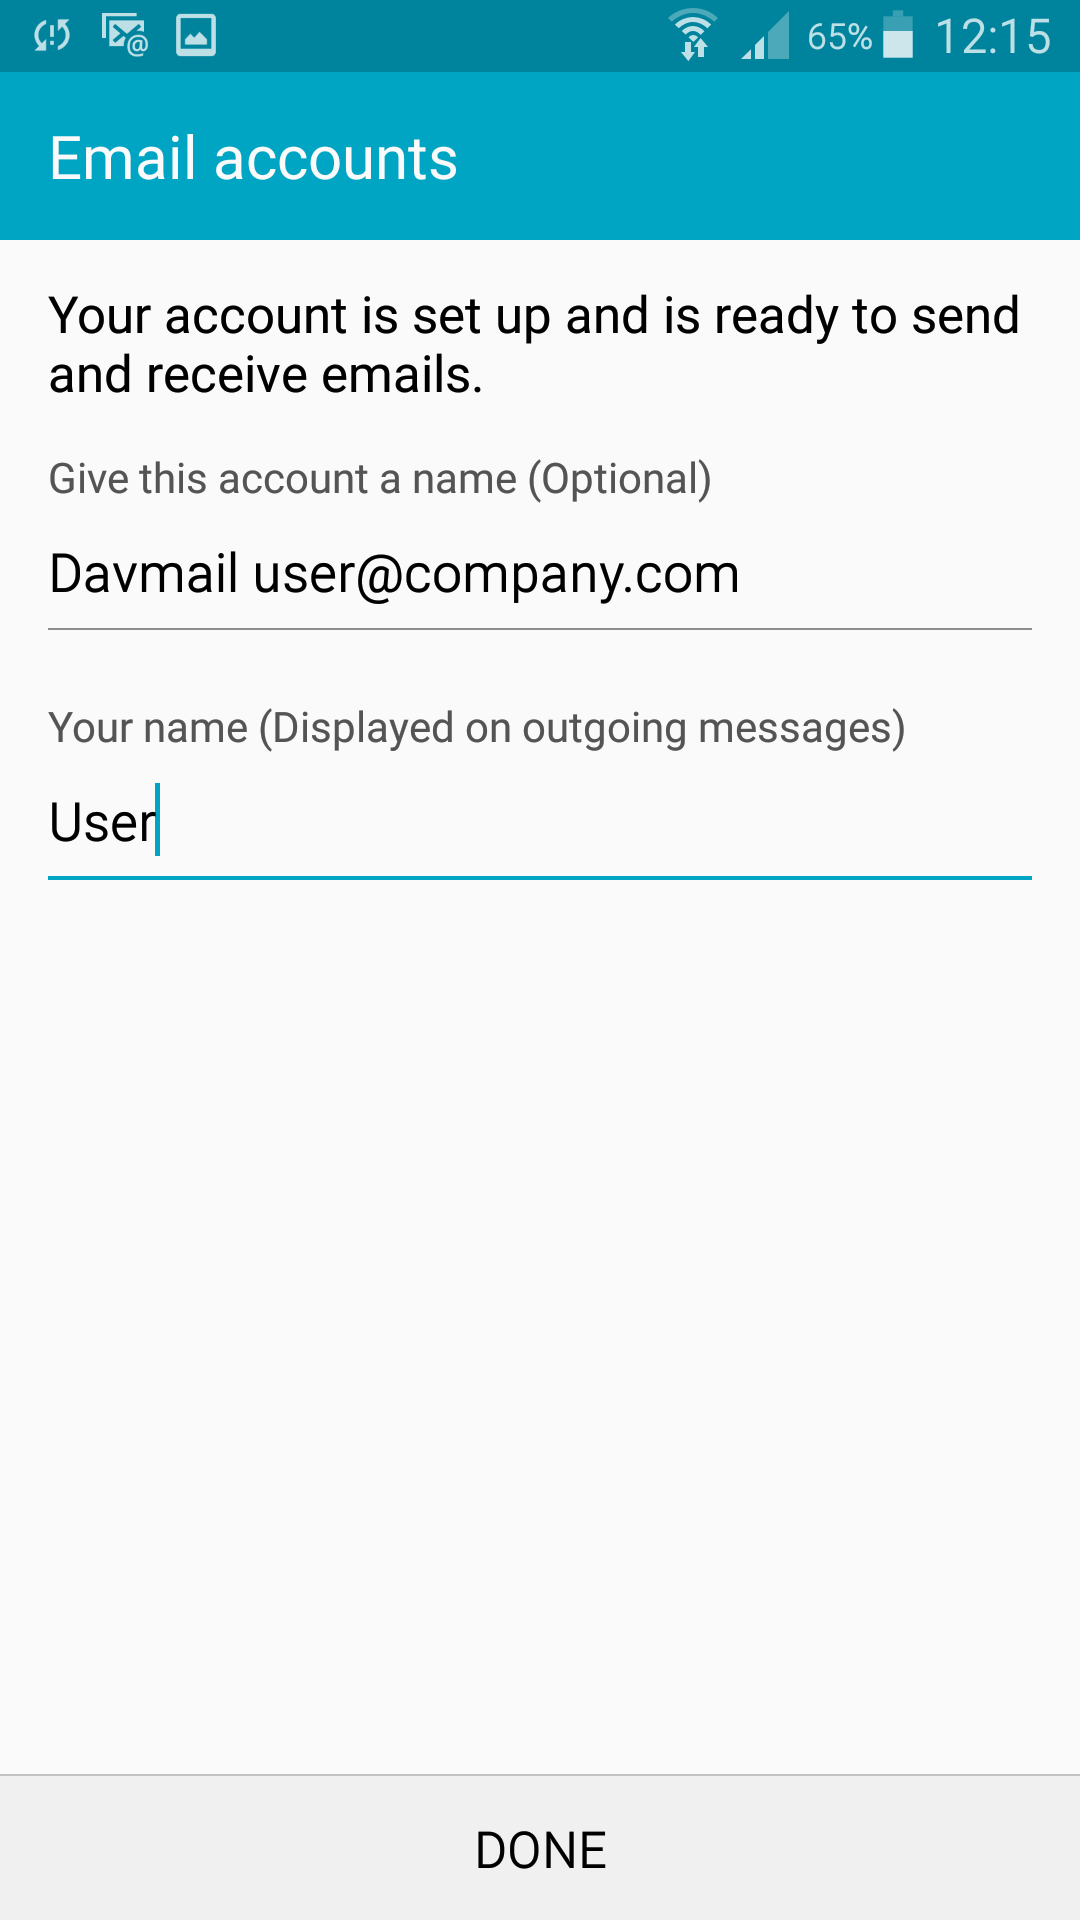 65% 12:15
Email accounts
Your account is set up and is ready to send
and receive emails.
Give this account a name (Optional)
Davmail user@company.com
Your name (Displayed on outgoing messages)
User
DONE